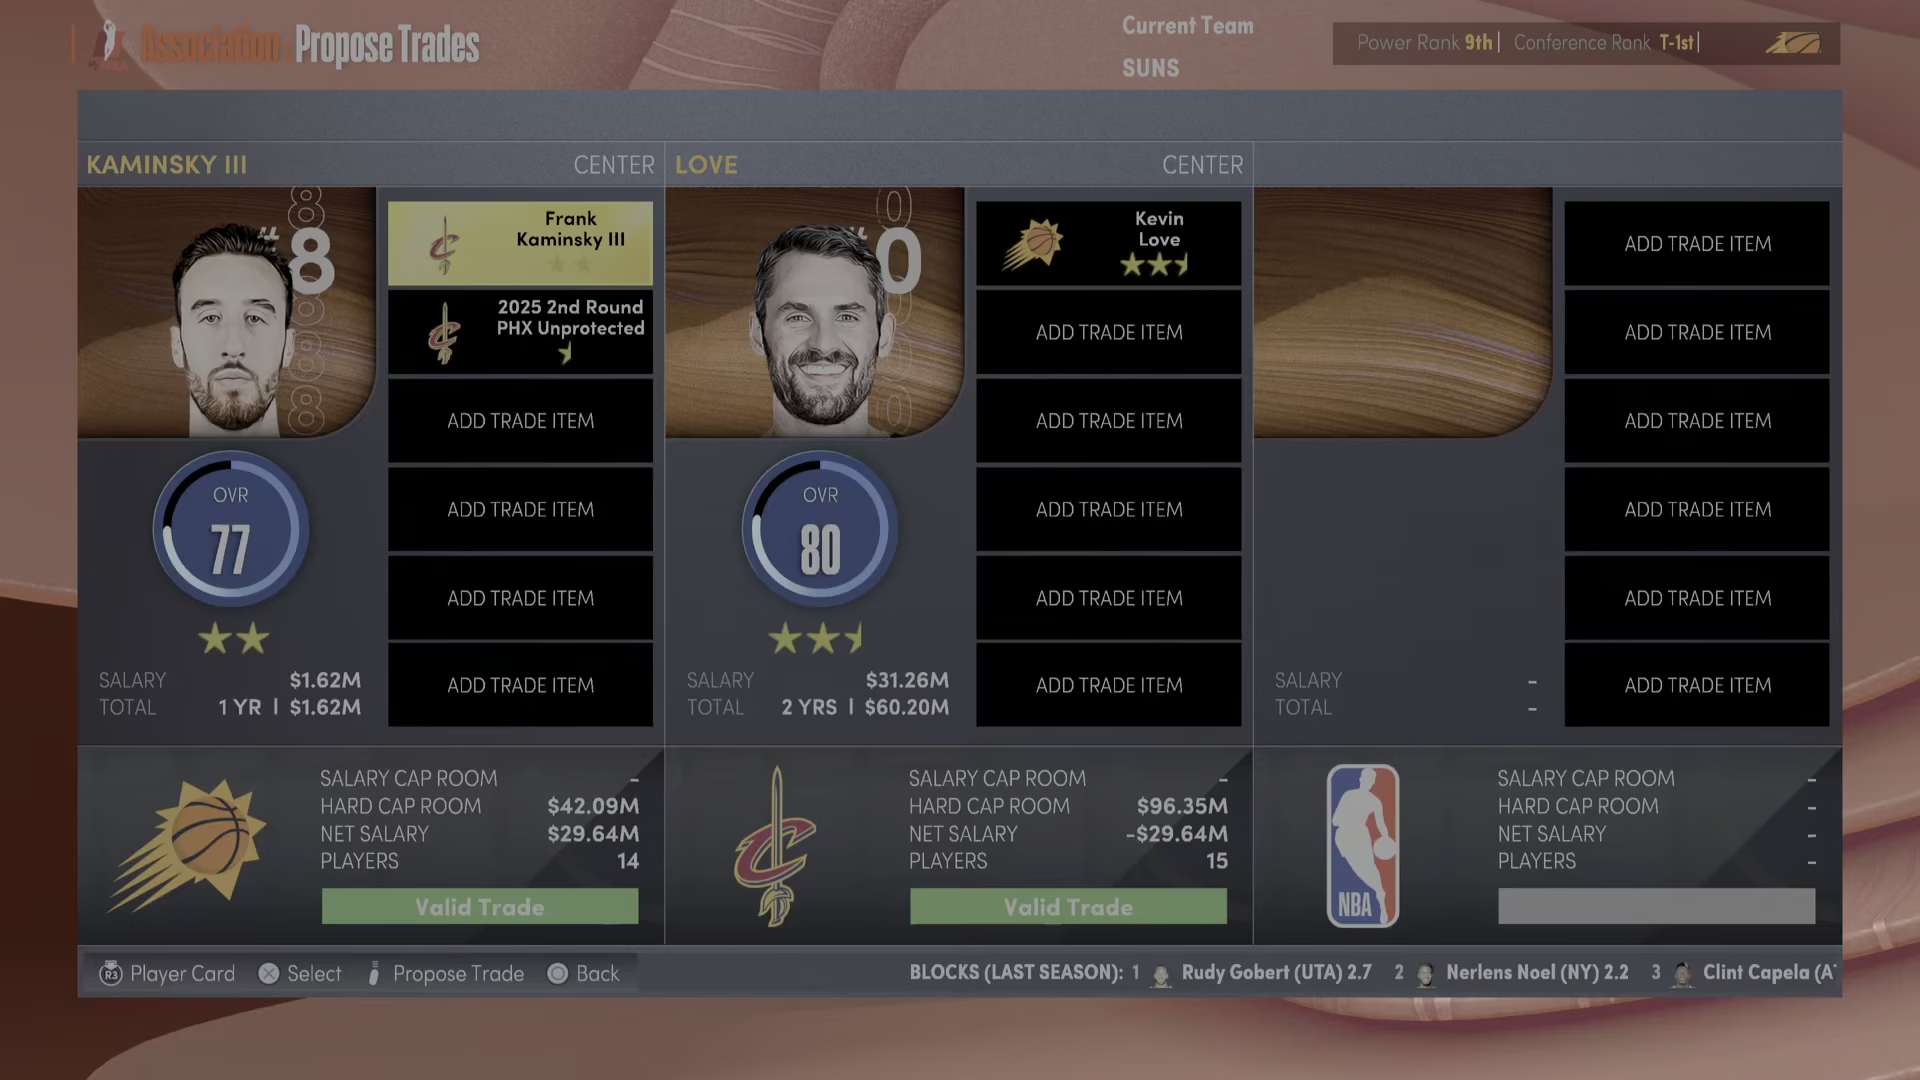 Association: Propose Trades
Current Team
SUNS
Power Rank 9th| Conference Rank T-1st|
KAMINSKY III CENTER
#8
OVR
77
SALARY $1.62M
TOTAL 1 YR | $1.62M
Frank
Kaminsky III
2025 2nd Round
PHX Unprotected
ADD TRADE ITEM
ADD TRADE ITEM
ADD TRADE ITEM
ADD TRADE ITEM
LOVE CENTER
#0
OVR
80
SALARY $31.26M
TOTAL 2 YRS | $60.20M
Kevin
Love
ADD TRADE ITEM
ADD TRADE ITEM
ADD TRADE ITEM
ADD TRADE ITEM
ADD TRADE ITEM
SALARY -
TOTAL -
ADD TRADE ITEM
ADD TRADE ITEM
ADD TRADE ITEM
ADD TRADE ITEM
ADD TRADE ITEM
ADD TRADE ITEM
SALARY CAP ROOM -
HARD CAP ROOM $42.09M
NET SALARY $29.64M
PLAYERS 14
Valid Trade
SALARY CAP ROOM -
HARD CAP ROOM $96.35M
NET SALARY -$29.64M
PLAYERS 15
Valid Trade
NBA
SALARY CAP ROOM -
HARD CAP ROOM -
NET SALARY -
PLAYERS -
R3 Player Card Select Propose Trade Back
BLOCKS (LAST SEASON): 1 Rudy Gobert (UTA) 2.7 2 Nerlens Noel (NY) 2.2 3 Clint Capela (A